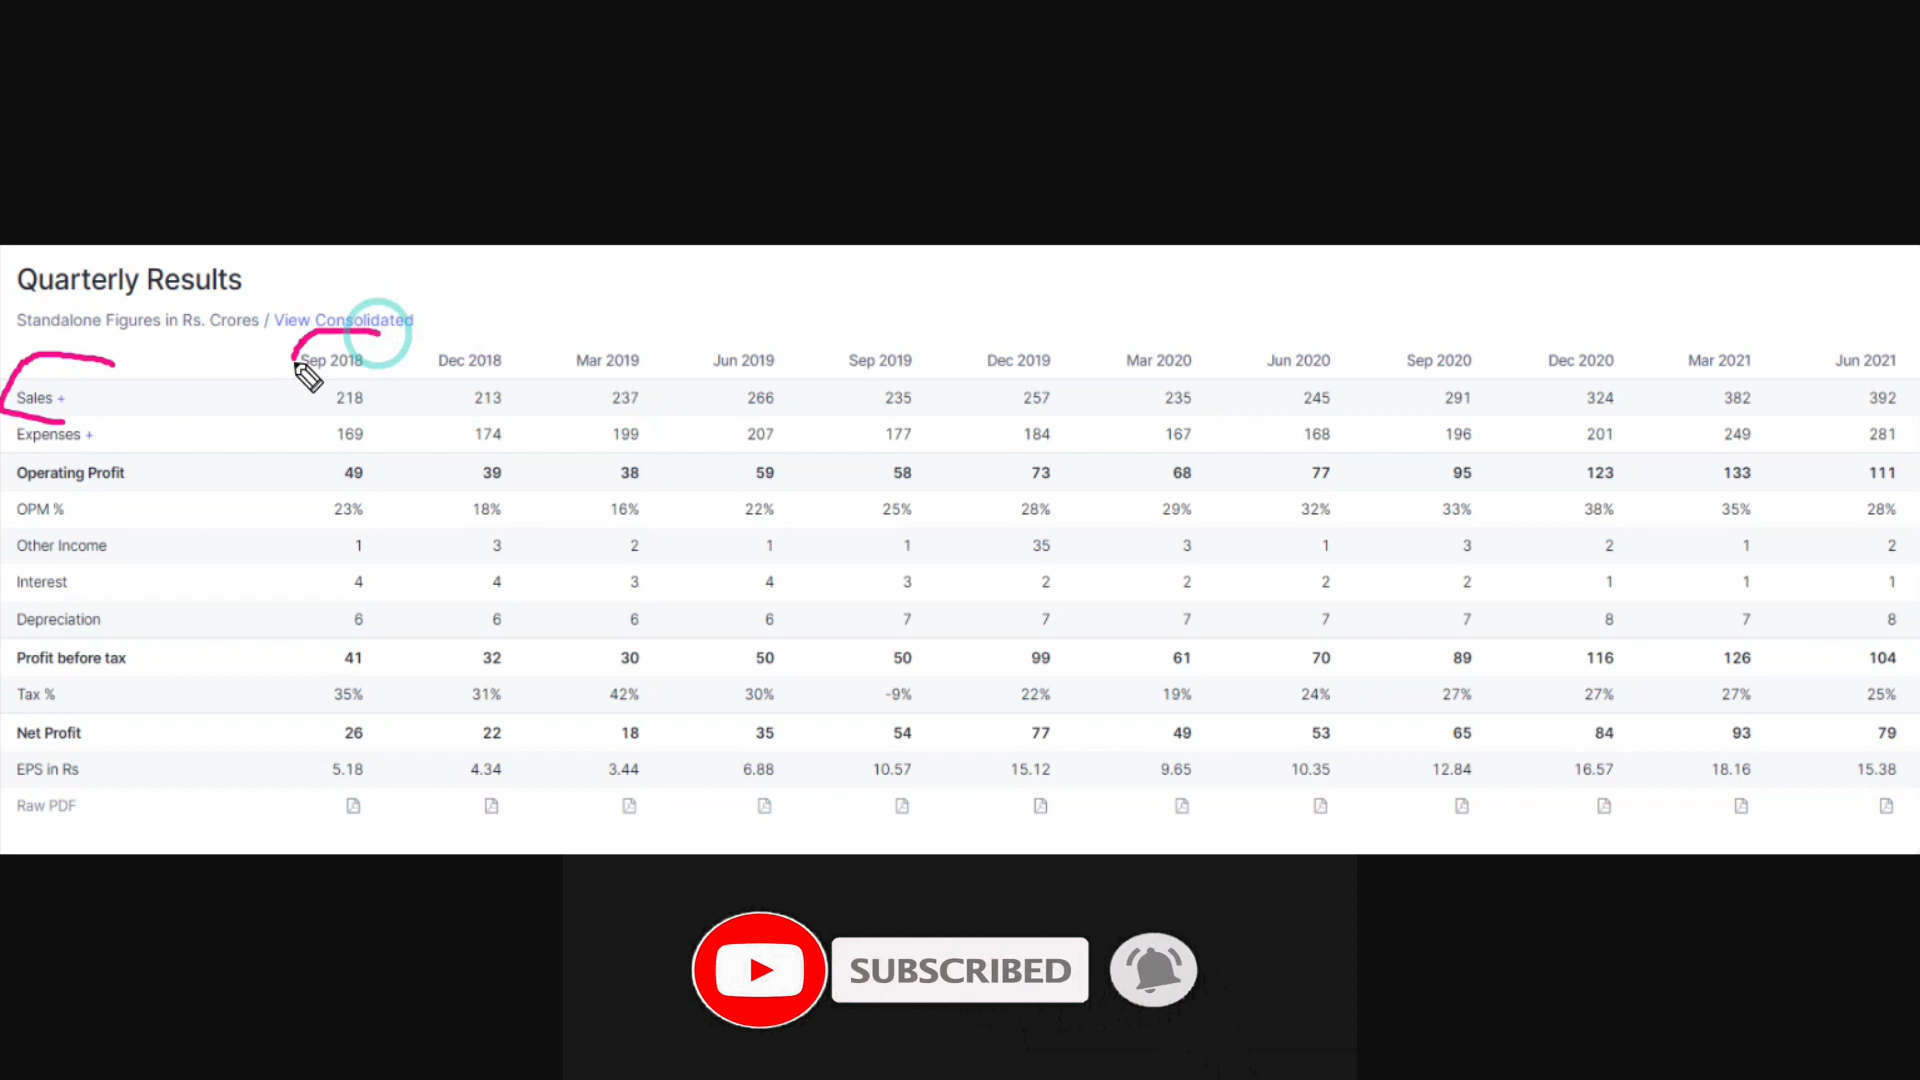 Quarterly Results
Standalone Figures in Rs. Crores / View Consolidated
Sep 2018 Dec 2018 Mar 2019 Jun 2019 Sep 2019 Dec 2019 Mar 2020 Jun 2020 Sep 2020 Dec 2020 Mar 2021 Jun 2021
Sales + 218 213 237 266 235 257 235 245 291 324 382 392
Expenses + 169 174 199 207 177 184 167 168 196 201 249 281
Operating Profit 49 39 38 59 58 73 68 77 95 123 133 111
OPM % 23% 18% 16% 22% 25% 28% 29% 32% 33% 38% 35% 28%
Other Income 1 3 2 1 1 35 3 1 3 2 1 2
Interest 4 4 3 4 3 2 2 2 2 1 1 1
Depreciation 6 6 6 6 7 7 7 7 7 8 7 8
Profit before tax 41 32 30 50 50 99 61 70 89 116 126 104
Tax % 35% 31% 42% 30% -9% 22% 19% 24% 27% 27% 27% 25%
Net Profit 26 22 18 35 54 77 49 53 65 84 93 79
EPS in Rs 5.18 4.34 3.44 6.88 10.57 15.12 9.65 10.35 12.84 16.57 18.16 15.38
Raw PDF
SUBSCRIBED